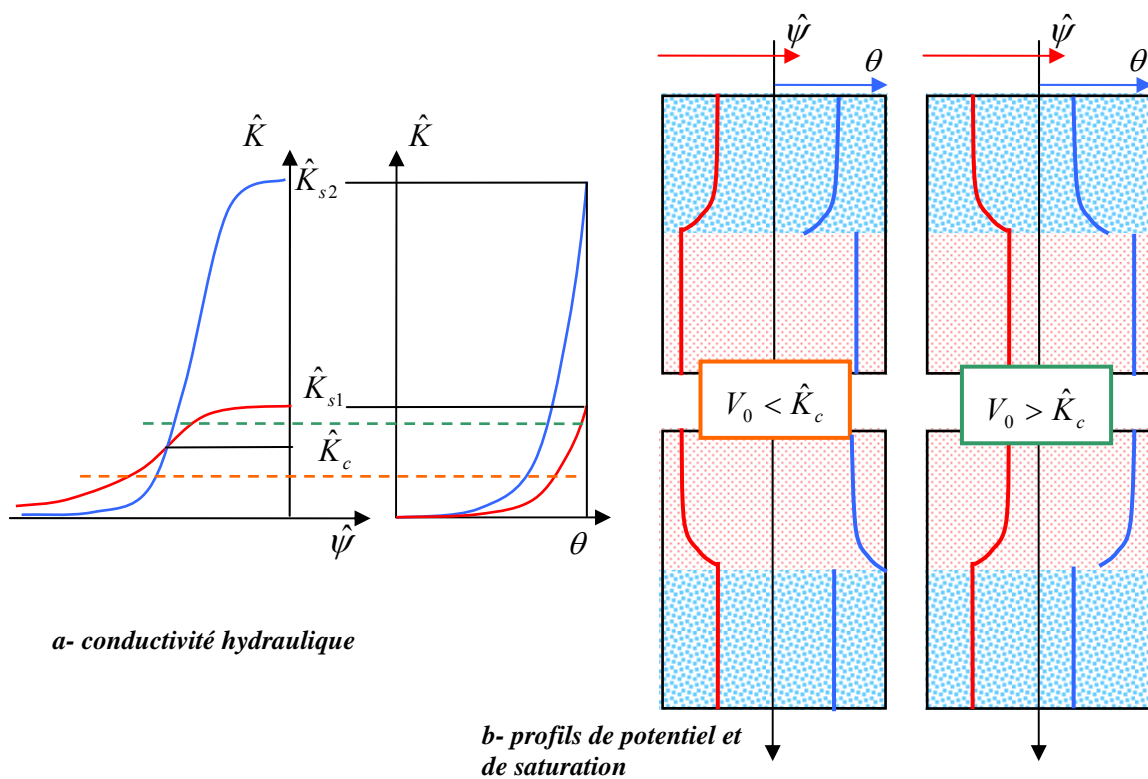 ψ̂
ψ̂
θ
θ
K̂
K̂
K̂s2
K̂s1
K̂c
V₀ < K̂c
V₀ > K̂c
ψ̂
θ
a- conductivité hydraulique
b- profils de potentiel et
de saturation